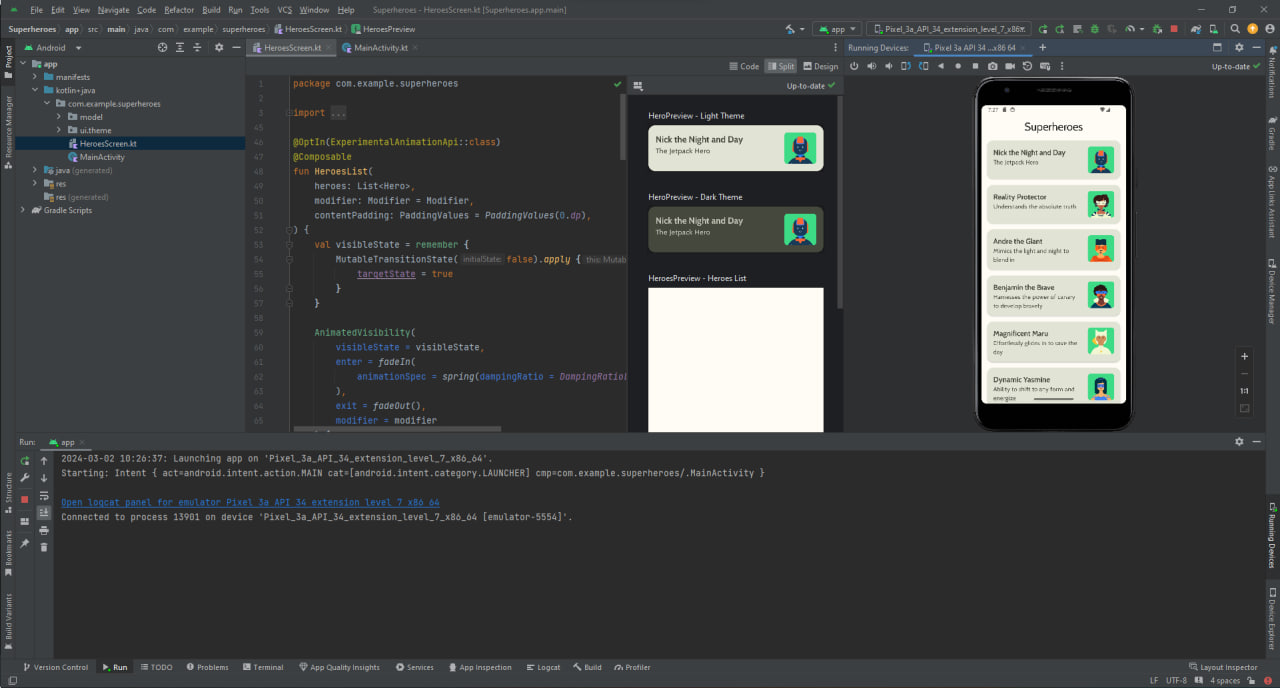 File Edit View Navigate Code Refactor Build Run Tools VCS Window Help Superheroes - HeroesScreen.kt [Superheroes.app.main]
Superheroes app src main java com example superheroes HeroesScreen.kt HeroesPreview app Pixel_3a_API_34_extension_level_7_x86
Android HeroesScreen.kt MainActivity.kt Running Devices: Pixel 3a API 34 ...x86 64
Project
Resource Manager
app
manifests
kotlin+java
com.example.superheroes
model
ui.theme
HeroesScreen.kt
MainActivity
java (generated)
res
res (generated)
Gradle Scripts
Code Split Design
1 package com.example.superheroes
2
3 import ...
45
46 @OptIn(ExperimentalAnimationApi::class)
47 @Composable
48 fun HeroesList(
49 heroes: List<Hero>,
50 modifier: Modifier = Modifier,
51 contentPadding: PaddingValues = PaddingValues(0.dp),
52 ) {
53 val visibleState = remember {
54 MutableTransitionState( initialState: false).apply { this: Mutab
55 targetState = true
56 }
57 }
58
59 AnimatedVisibility(
60 visibleState = visibleState,
61 enter = fadeIn(
62 animationSpec = spring(dampingRatio = DampingRatioL
63 ),
64 exit = fadeOut(),
65 modifier = modifier
Up-to-date
HeroPreview - Light Theme
Nick the Night and Day
The Jetpack Hero
HeroPreview - Dark Theme
Nick the Night and Day
The Jetpack Hero
HeroesPreview - Heroes List
Up-to-date
7:27
Superheroes
Nick the Night and Day
The Jetpack Hero
Reality Protector
Understands the absolute truth
Andre the Giant
Mimics the light and night to
blend in
Benjamin the Brave
Harnesses the power of canary
to develop bravely
Magnificent Maru
Effortlessly glides in to save the
day
Dynamic Yasmine
Ability to shift to any form and
energize
1:1
Notifications
Gradle
App Links Assistant
Device Manager
Running Devices
Device Explorer
Run: app
2024-03-02 10:26:37: Launching app on 'Pixel_3a_API_34_extension_level_7_x86_64'.
Starting: Intent { act=android.intent.action.MAIN cat=[android.intent.category.LAUNCHER] cmp=com.example.superheroes/.MainActivity }
Open logcat panel for emulator Pixel 3a API 34 extension level 7 x86 64
Connected to process 13901 on device 'Pixel_3a_API_34_extension_level_7_x86_64 [emulator-5554]'.
Structure
Bookmarks
Build Variants
Version Control Run TODO Problems Terminal App Quality Insights Services App Inspection Logcat Build Profiler Layout Inspector
LF UTF-8 4 spaces